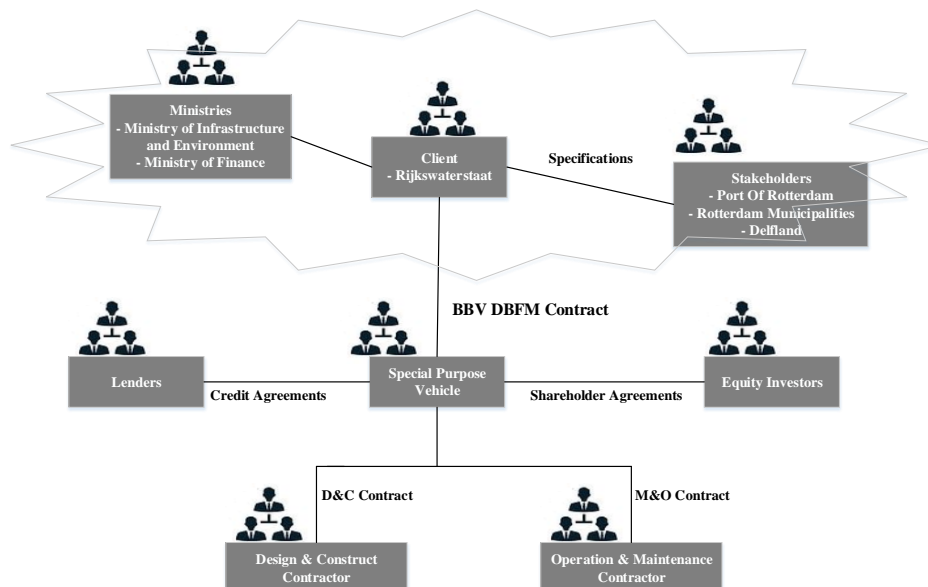 Ministries
- Ministry of Infrastructure
and Environment
- Ministry of Finance
Client
- Rijkswaterstaat
Specifications
Stakeholders
- Port Of Rotterdam
- Rotterdam Municipalities
- Delfland
BBV DBFM Contract
Lenders
Credit Agreements
Special Purpose
Vehicle
Shareholder Agreements
Equity Investors
D&C Contract
M&O Contract
Design & Construct
Contractor
Operation & Maintenance
Contractor